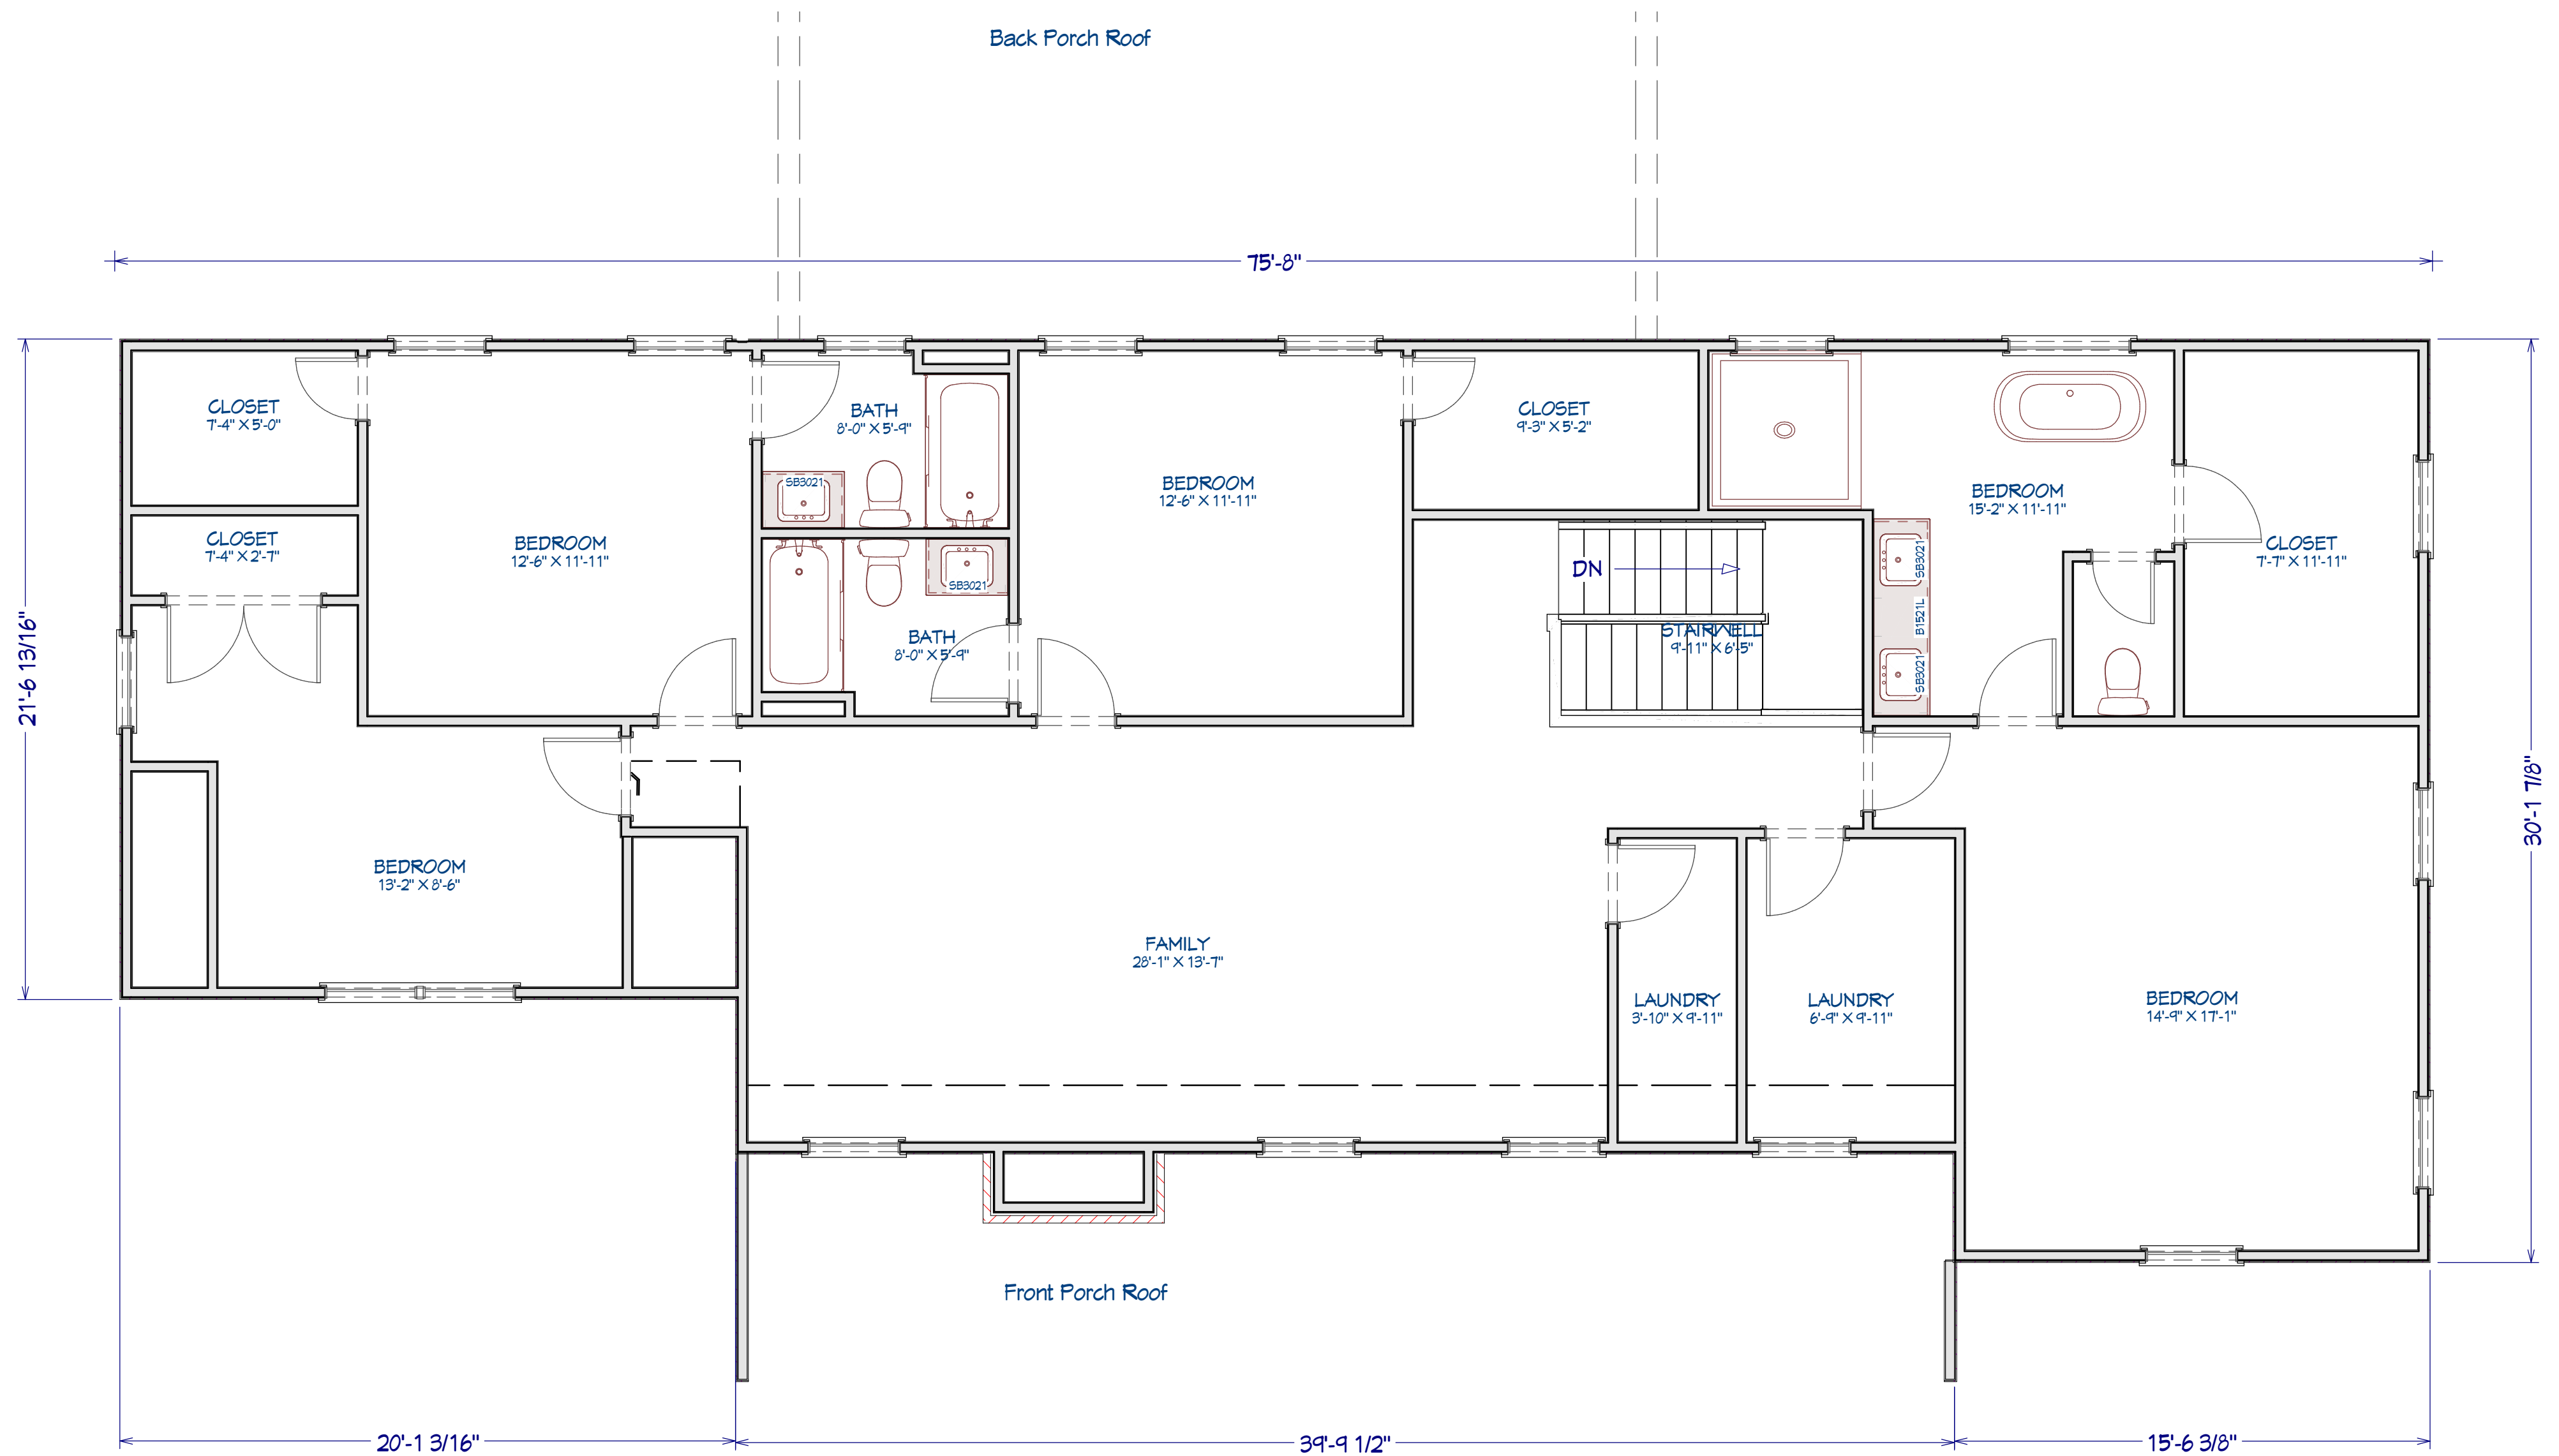 Back Porch Roof
75'-8"
CLOSET
7'-4" X 5'-0"
BATH
8'-0" X 5'-9"
CLOSET
9'-3" X 5'-2"
SB3021
BEDROOM
12'-6" X 11'-11"
BEDROOM
15'-2" X 11'-11"
CLOSET
7'-4" X 2'-7"
BEDROOM
12'-6" X 11'-11"
SB3021
DN
SB3021
CLOSET
7'-7" X 11'-11"
BATH
8'-0" X 5'-9"
STAIRWELL
9'-11" X 6'-5"
B1521L
SB3021
21'-6 13/16"
30'-1 7/8"
BEDROOM
13'-2" X 8'-6"
FAMILY
28'-1" X 13'-7"
LAUNDRY
3'-10" X 9'-11"
LAUNDRY
6'-9" X 9'-11"
BEDROOM
14'-9" X 17'-1"
Front Porch Roof
20'-1 3/16"
39'-9 1/2"
15'-6 3/8"